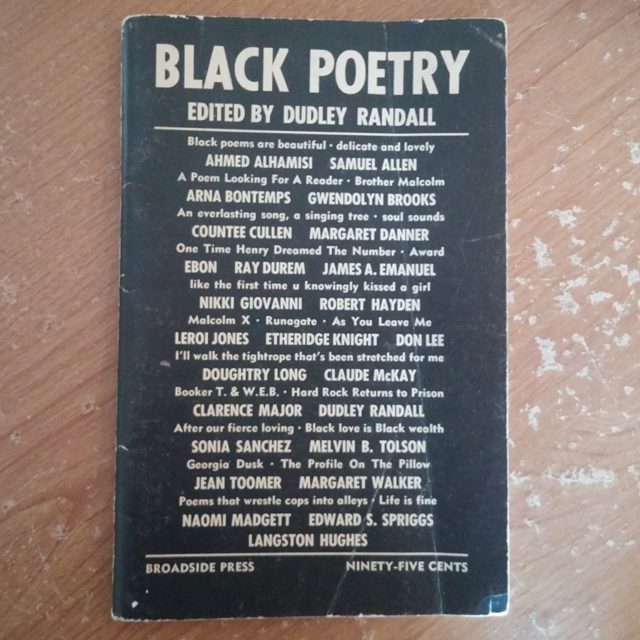 BLACK POETRY
EDITED BY DUDLEY RANDALL
Black poems are beautiful · delicate and lovely
AHMED ALHAMISI SAMUEL ALLEN
A Poem Looking For A Reader · Brother Malcolm
ARNA BONTEMPS GWENDOLYN BROOKS
An everlasting song, a singing tree · soul sounds
COUNTEE CULLEN MARGARET DANNER
One Time Henry Dreamed The Number · Award
EBON RAY DUREM JAMES A. EMANUEL
like the first time u knowingly kissed a girl
NIKKI GIOVANNI ROBERT HAYDEN
Malcolm X · Runagate · As You Leave Me
LEROI JONES ETHERIDGE KNIGHT DON LEE
I'll walk the tightrope that's been stretched for me
DOUGHTRY LONG CLAUDE McKAY
Booker T. & W.E.B. · Hard Rock Returns to Prison
CLARENCE MAJOR DUDLEY RANDALL
After our fierce loving · Black love is Black wealth
SONIA SANCHEZ MELVIN B. TOLSON
Georgia Dusk · The Profile On The Pillow
JEAN TOOMER MARGARET WALKER
Poems that wrestle cops into alleys · Life is fine
NAOMI MADGETT EDWARD S. SPRIGGS
LANGSTON HUGHES
BROADSIDE PRESS NINETY-FIVE CENTS